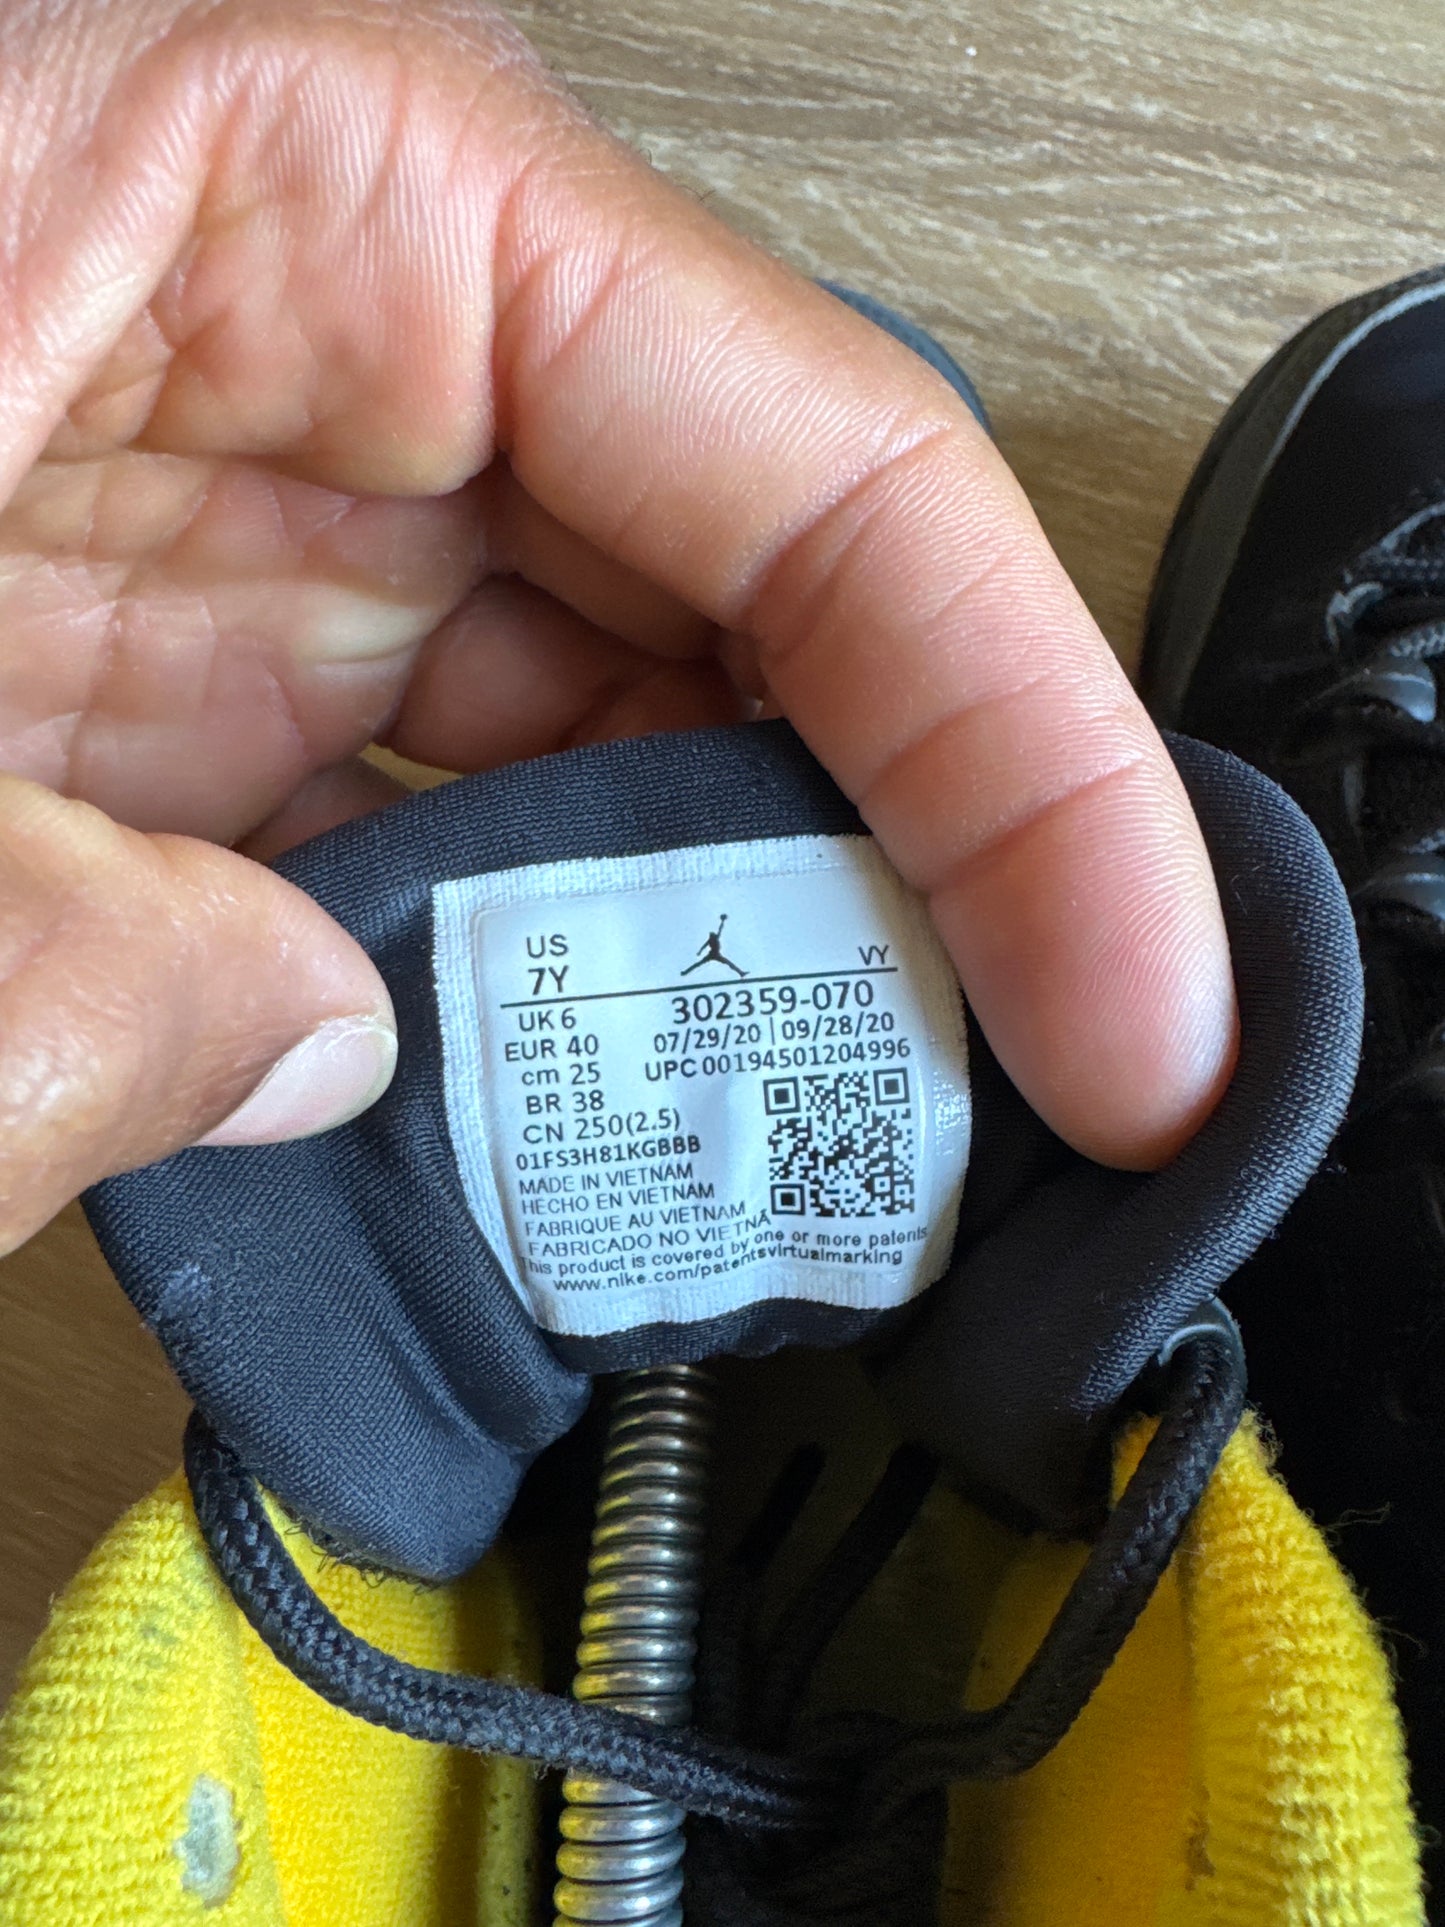 US
7Y
VY
302359-070
UK 6
07/29/20 | 09/28/20
EUR 40
UPC 00194501204996
cm 25
BR 38
CN 250(2.5)
01FS3H81KGBBB
MADE IN VIETNAM
HECHO EN VIETNAM
FABRIQUE AU VIETNAM
FABRICADO NO VIETNÃ
This product is covered by one or more patents
www.nike.com/patentsvirtualmarking